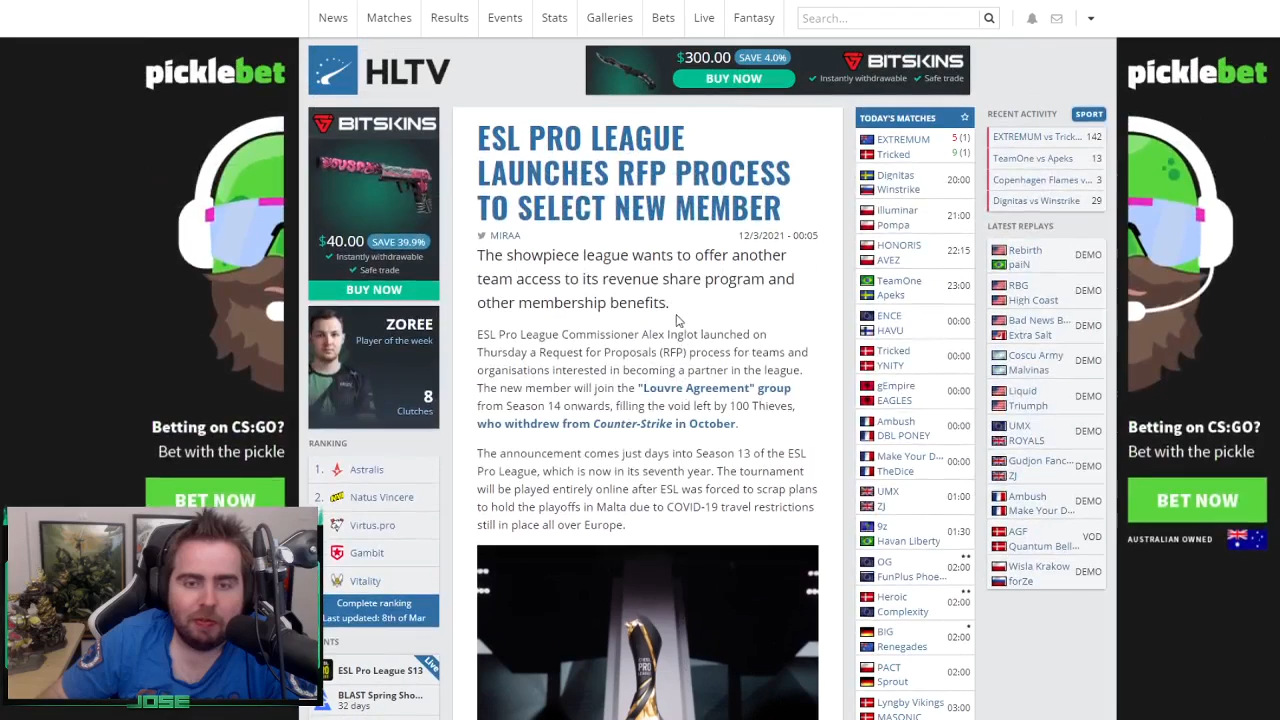 News Matches Results Events Stats Galleries Bets Live Fantasy Search...
picklebet
HLTV
$300.00 SAVE 4.0%
BUY NOW
BITSKINS
Instantly withdrawable Safe trade
picklebet
BITSKINS
$40.00 SAVE 39.9%
Instantly withdrawable
Safe trade
BUY NOW
ZOREE
Player of the week
8
Clutches
RANKING
1. Astralis
2. Natus Vincere
Virtus.pro
Gambit
Vitality
Complete ranking
Last updated: 8th of Mar
ESL Pro League S13
Live
BLAST Spring Sho...
32 days
ESL PRO LEAGUE
LAUNCHES RFP PROCESS
TO SELECT NEW MEMBER
MIRAA 12/3/2021 - 00:05
The showpiece league wants to offer another
team access to its revenue share program and
other membership benefits.
ESL Pro League Commissioner Alex Inglot launched on
Thursday a Request for Proposals (RFP) process for teams and
organisations interested in becoming a partner in the league.
The new member will join the "Louvre Agreement" group
from Season 14 onwards, filling the void left by 100 Thieves,
who withdrew from Counter-Strike in October.
The announcement comes just days into Season 13 of the ESL
Pro League, which is now in its seventh year. The tournament
will be played entirely online after ESL was forced to scrap plans
to hold the playoffs in Malta due to COVID-19 travel restrictions
still in place all over Europe.
TODAY'S MATCHES
EXTREMUM 5 (1)
Tricked 9 (1)
Dignitas
Winstrike
20:00
Illuminar
Pompa
21:00
HONORIS
AVEZ
22:15
TeamOne
Apeks
23:00
ENCE
HAVU
00:00
Tricked
YNITY
00:00
gEmpire
EAGLES
00:00
Ambush
DBL PONEY
00:00
Make Your D...
TheDice
00:00
UMX
ZJ
01:00
9z
Havan Liberty
01:30
OG
FunPlus Phoe...
02:00
Heroic
Complexity
02:00
BIG
Renegades
02:00
PACT
Sprout
02:00
Lyngby Vikings
MASONIC
03:00
RECENT ACTIVITY SPORT
EXTREMUM vs Trick... 142
TeamOne vs Apeks 13
Copenhagen Flames v... 3
Dignitas vs Winstrike 29
LATEST REPLAYS
Rebirth
paiN
DEMO
RBG
High Coast
DEMO
Bad News B...
Extra Salt
DEMO
Coscu Army
Malvinas
DEMO
Liquid
Triumph
DEMO
UMX
ROYALS
DEMO
Gudjon Fanc...
ZJ
DEMO
Ambush
Make Your D...
DEMO
AGF
Quantum Bell...
VOD
Wisla Krakow
forZe
DEMO
Betting on CS:GO?
Bet with the pickle
BET NOW
Betting on CS:GO?
Bet with the pickle
BET NOW
AUSTRALIAN OWNED
JOSE